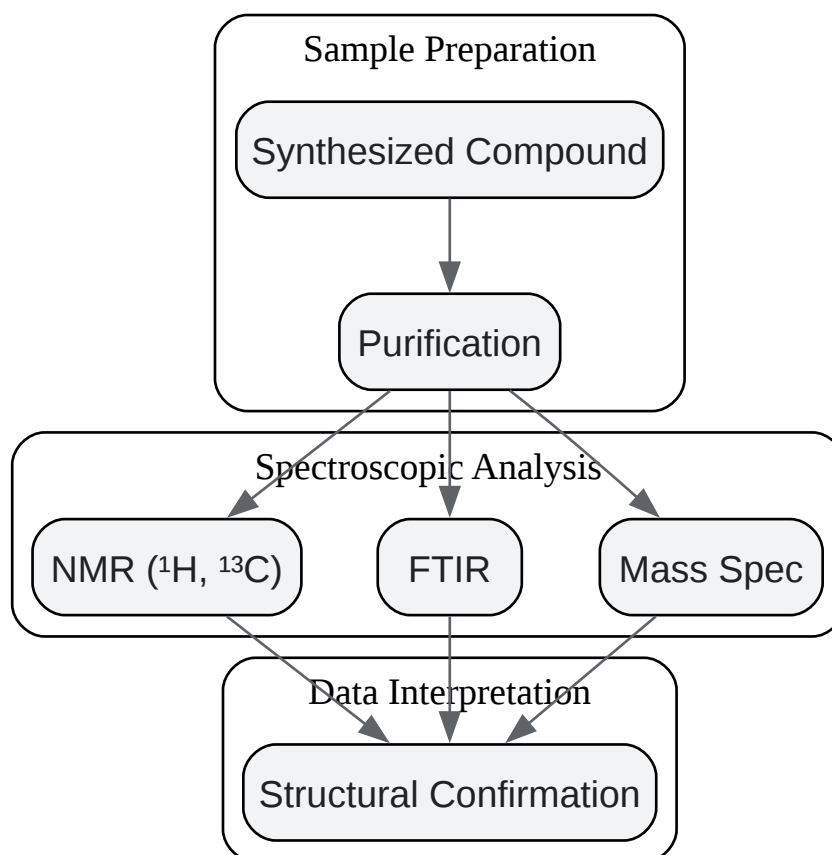 Sample Preparation
Synthesized Compound
Purification
Spectroscopic Analysis
NMR (¹H, ¹³C)
FTIR
Mass Spec
Data Interpretation
Structural Confirmation